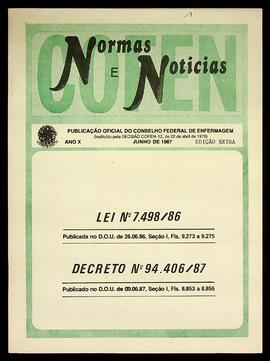 1
COFEN
Normas
E Notícias
PUBLICAÇÃO OFICIAL DO CONSELHO FEDERAL DE ENFERMAGEM
(Instituído pela DECISÃO COFEN-12, de 22 de abril de 1976)
ANO X JUNHO DE 1987 EDIÇÃO EXTRA
LEI Nº 7.498/86
Publicada no D.O.U. de 26.06.86, Seção I, Fls. 9.273 a 9.275
DECRETO Nº 94.406/87
Publicada no D.O.U. de 09.06.87, Seção I, Fls. 8.853 a 8.855